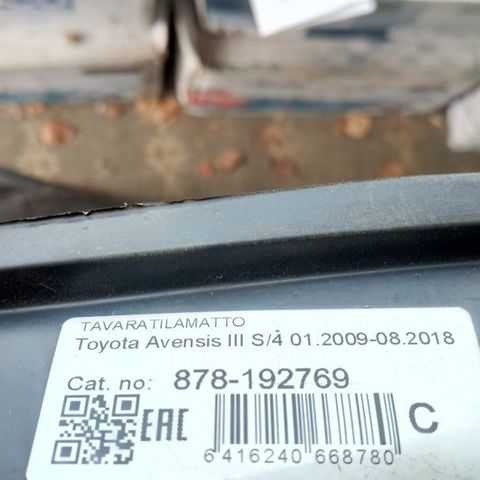 TAVARATILAMATTO
Toyota Avensis III S/4 01.2009-08.2018
Cat. no: 878-192769
EAC
C
6 416240 668780